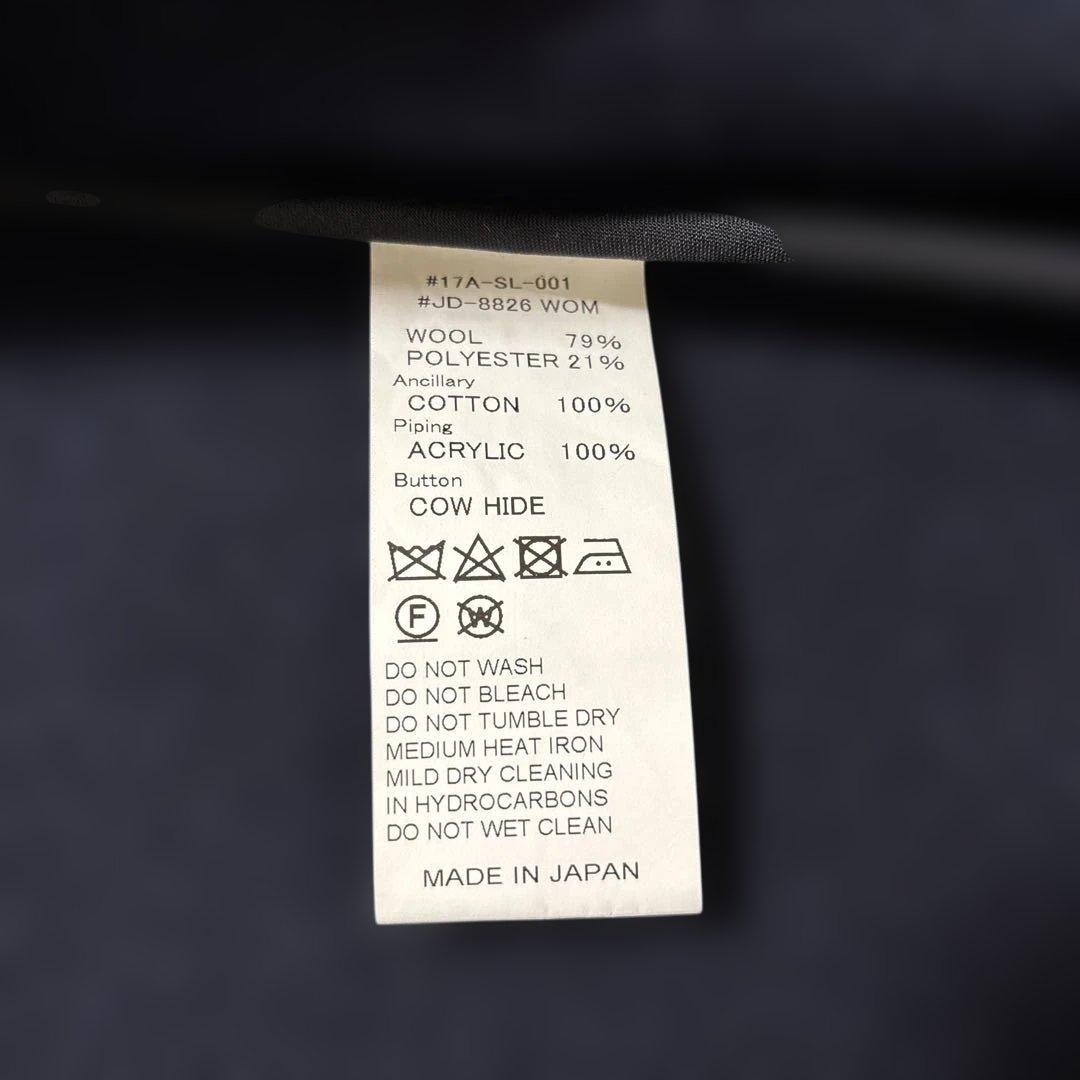 #17A-SL-001
#JD-8826 WOM
WOOL 79%
POLYESTER 21%
Ancillary
COTTON 100%
Piping
ACRYLIC 100%
Button
COW HIDE
F W
DO NOT WASH
DO NOT BLEACH
DO NOT TUMBLE DRY
MEDIUM HEAT IRON
MILD DRY CLEANING
IN HYDROCARBONS
DO NOT WET CLEAN
MADE IN JAPAN